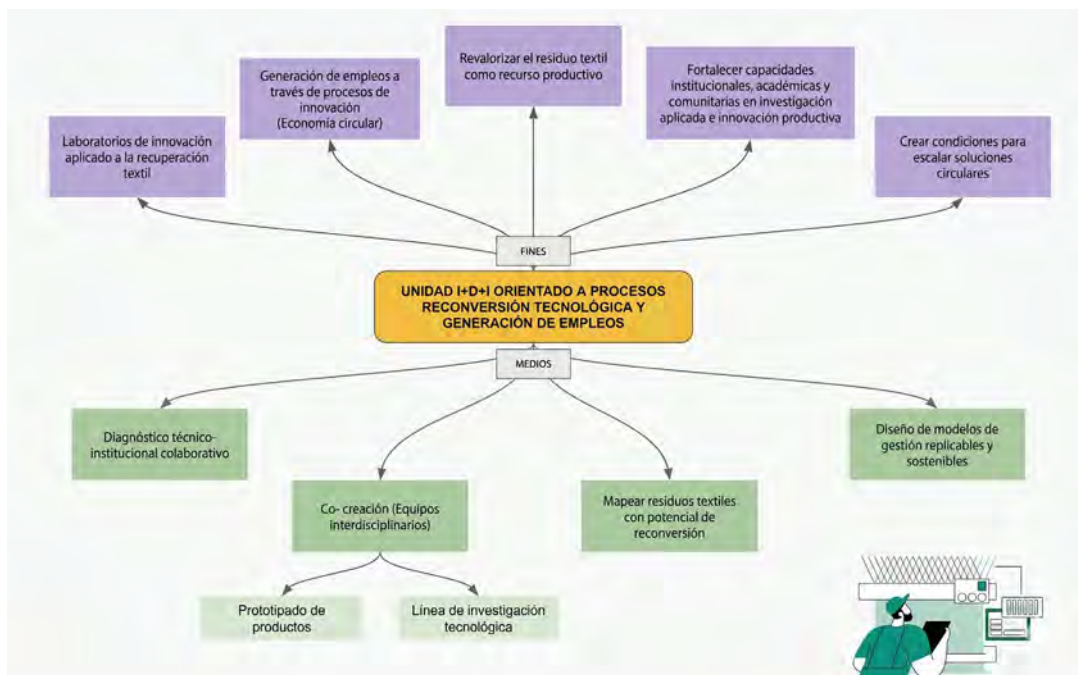 Revalorizar el residuo textil
como recurso productivo
Generación de empleos a
través de procesos de
innovación
(Economía circular)
Fortalecer capacidades
institucionales, académicas y
comunitarias en investigación
aplicada e innovación productiva
Laboratorios de innovación
aplicado a la recuperación
textil
Crear condiciones para
escalar soluciones
circulares
FINES
UNIDAD I+D+I ORIENTADO A PROCESOS
RECONVERSIÓN TECNOLÓGICA Y
GENERACIÓN DE EMPLEOS
MEDIOS
Diagnóstico técnico-
institucional colaborativo
Diseño de modelos de
gestión replicables y
sostenibles
Co- creación (Equipos
interdisciplinarios)
Mapear residuos textiles
con potencial de
reconversión
Prototipado de
productos
Línea de investigación
tecnológica